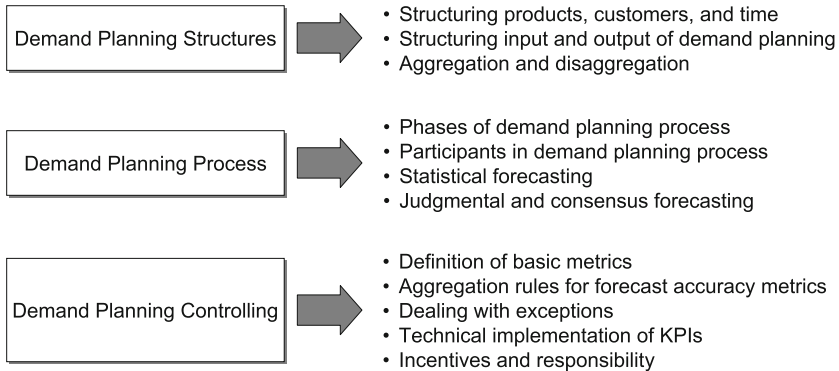 Demand Planning Structures
• Structuring products, customers, and time
• Structuring input and output of demand planning
• Aggregation and disaggregation
Demand Planning Process
• Phases of demand planning process
• Participants in demand planning process
• Statistical forecasting
• Judgmental and consensus forecasting
Demand Planning Controlling
• Definition of basic metrics
• Aggregation rules for forecast accuracy metrics
• Dealing with exceptions
• Technical implementation of KPIs
• Incentives and responsibility